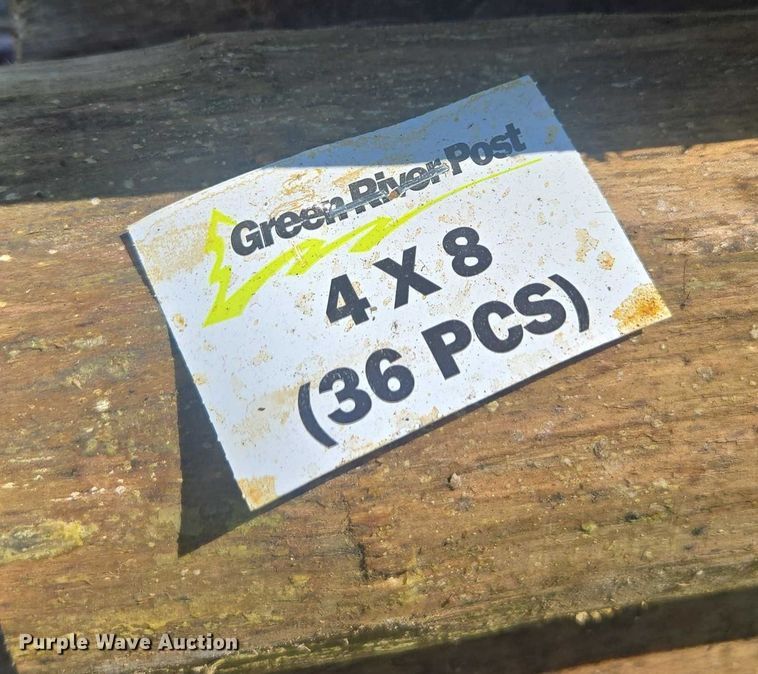 Green River Post
4 X 8
(36 PCS)
Purple Wave Auction